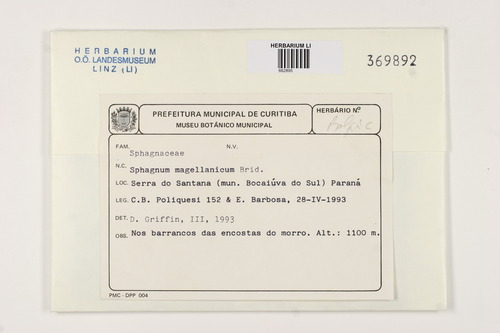 HERBARIUM
O.Ö. LANDESMUSEUM
LINZ (LI)
HERBARIUM LI
369892
PREFEITURA MUNICIPAL DE CURITIBA
MUSEU BOTÂNICO MUNICIPAL
HERBÁRIO Nº
FAM. Sphagnaceae N.V.
N.C. Sphagnum magellanicum Brid.
LOC. Serra do Santana (mun. Bocaiúva do Sul) Paraná
LEG. C.B. Poliquesi 152 & E. Barbosa, 28-IV-1993
DET. D. Griffin, III, 1993
OBS. Nos barrancos das encostas do morro. Alt.: 1100 m.
PMC - DPP 004